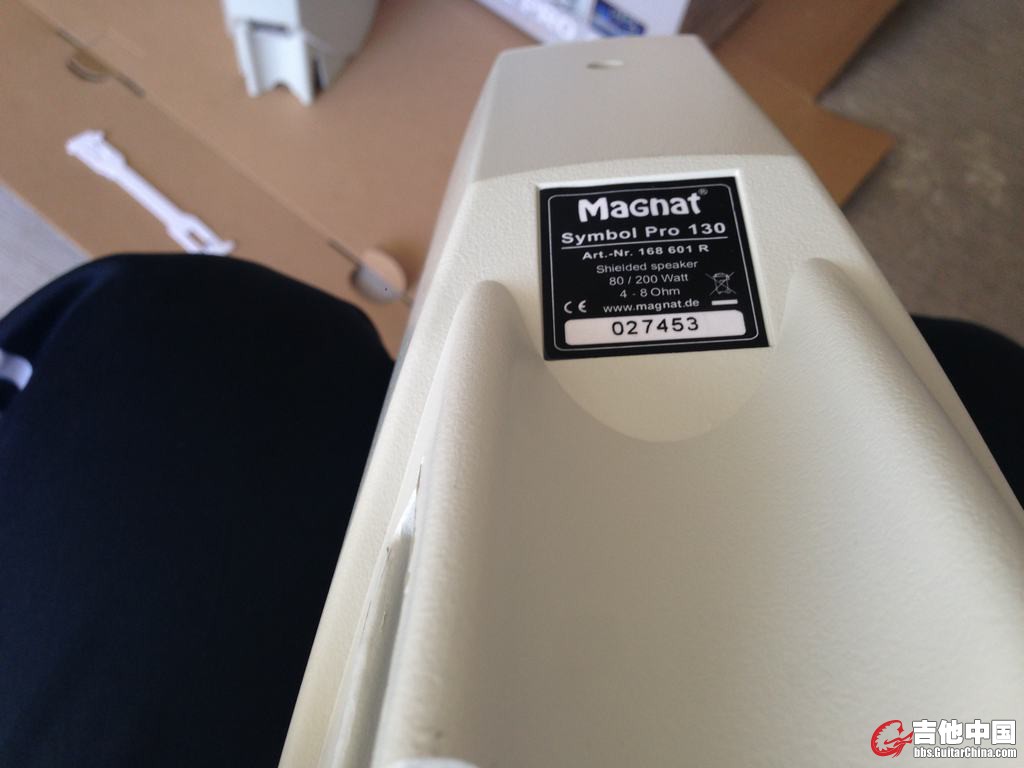 Magnat®
Symbol Pro 130
Art.-Nr. 168 601 R
Shielded speaker
80 / 200 Watt
4 - 8 Ohm
CE www.magnat.de
027453
吉他中国
bbs.GuitarChina.com